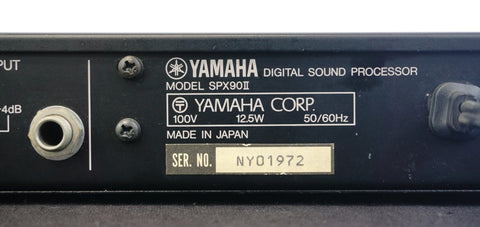 PUT
-4dB
YAMAHA DIGITAL SOUND PROCESSOR
MODEL SPX90II
YAMAHA CORP.
100V 12.5W 50/60Hz
MADE IN JAPAN
SER. NO. NY01972